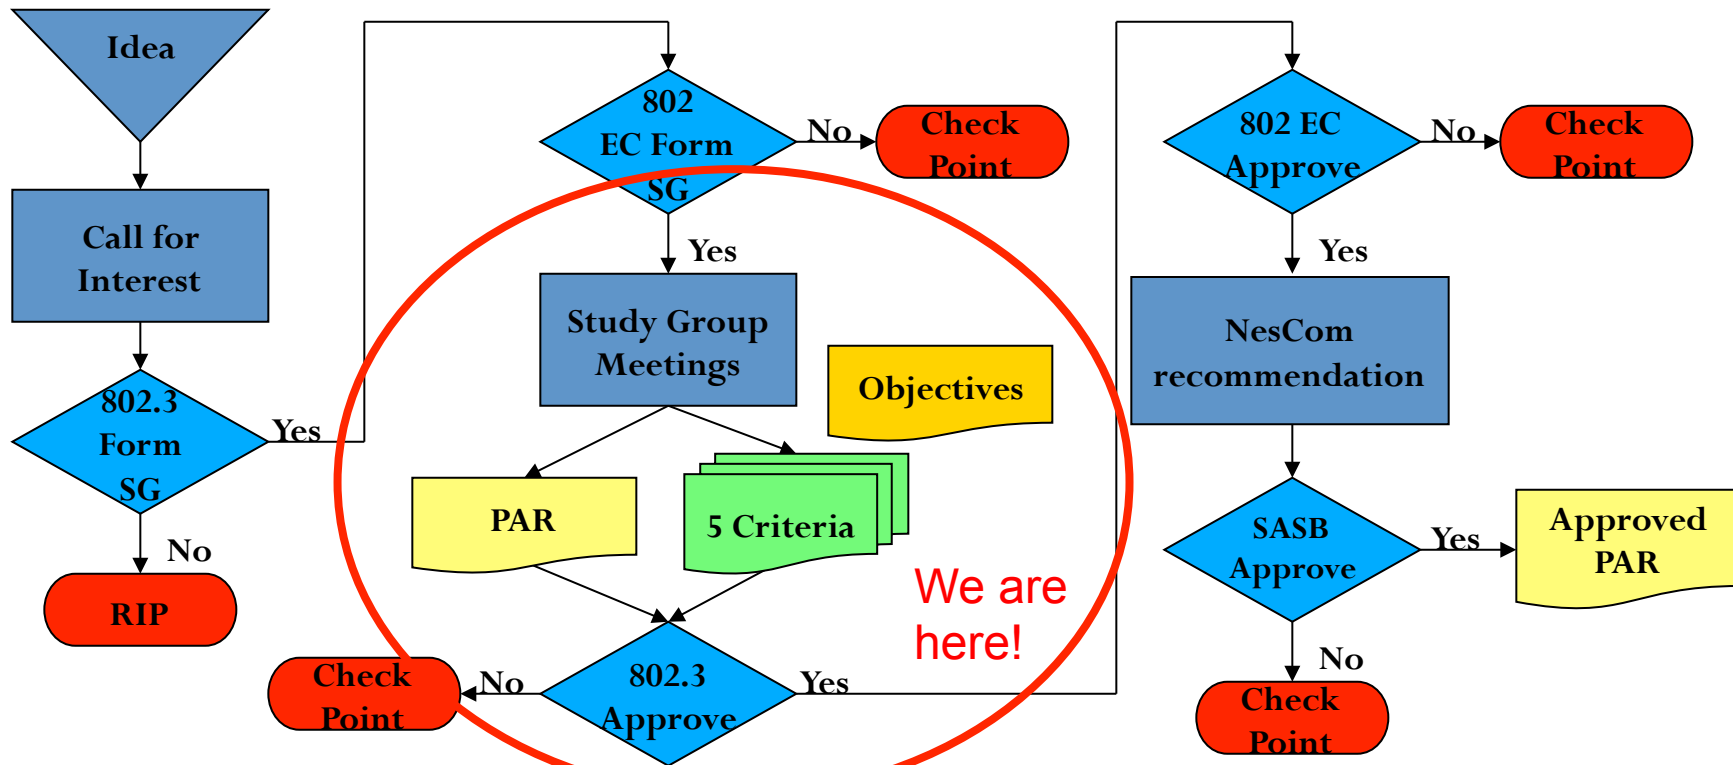 Idea
Call for
Interest
802.3
Form
SG
Yes
No
RIP
802
EC Form
SG
No
Check
Point
Yes
Study Group
Meetings
Objectives
PAR
5 Criteria
We are
here!
802.3
Approve
No
Check
Point
Yes
802 EC
Approve
No
Check
Point
Yes
NesCom
recommendation
SASB
Approve
Yes
Approved
PAR
No
Check
Point